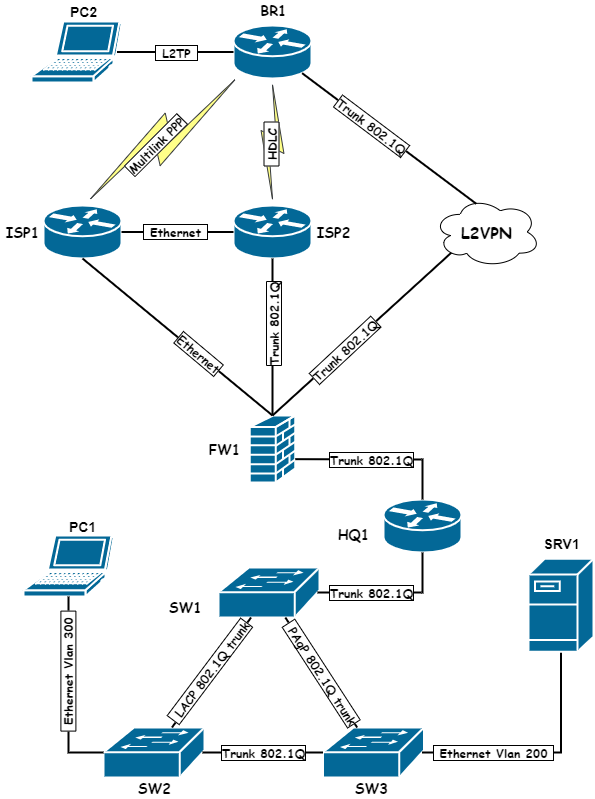 PC2
BR1
L2TP
Trunk 802.1Q
Multilink PPP
HDLC
ISP1
Ethernet
ISP2
L2VPN
Ethernet
Trunk 802.1Q
Trunk 802.1Q
FW1
Trunk 802.1Q
PC1
HQ1
SRV1
SW1
Trunk 802.1Q
Ethernet Vlan 300
LACP 802.1Q trunk
PAgP 802.1Q trunk
Trunk 802.1Q
Ethernet Vlan 200
SW2
SW3